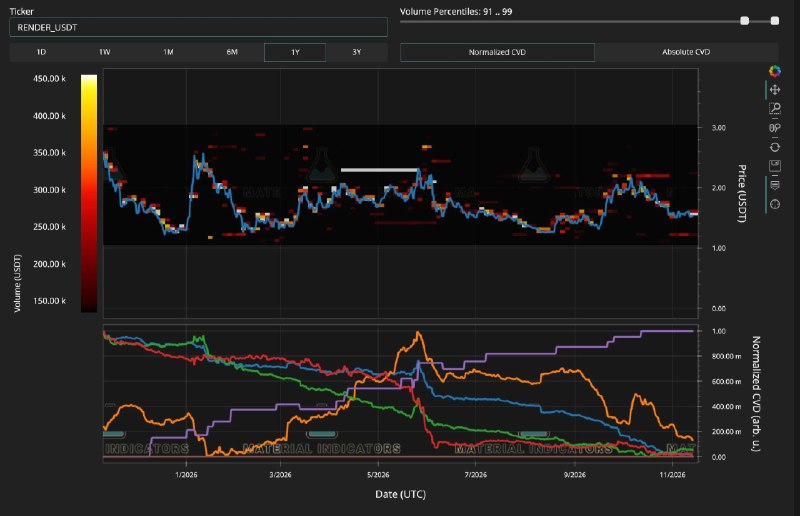 Ticker
RENDER_USDT
Volume Percentiles: 91 .. 99
1D 1W 1M 6M 1Y 3Y
Normalized CVD Absolute CVD
450.00 k
400.00 k
350.00 k
300.00 k
250.00 k
200.00 k
150.00 k
Volume (USDT)
3.00
2.00
1.00
0.00
Price (USDT)
1.00
800.00 m
600.00 m
400.00 m
200.00 m
0.00
Normalized CVD [arb. u.]
INDICATORS MATERIAL INDICATORS MATERIAL INDICATORS MAT
1/2026 3/2026 5/2026 7/2026 9/2026 11/2026
Date (UTC)